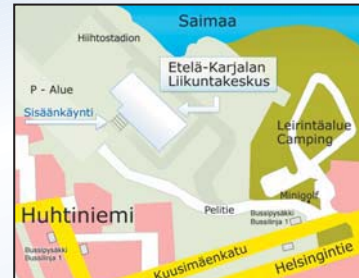 Saimaa
Hiihtostadion
Etelä-Karjalan
Liikuntakeskus
P - Alue
Sisäänkäynti
Leirintäalue
Camping
Minigolf
Pelitie
Bussipysäkki
Bussilinja 1
Huhtiniemi
Bussipysäkki
Bussilinja 1
Kuusimäenkatu
Helsingintie